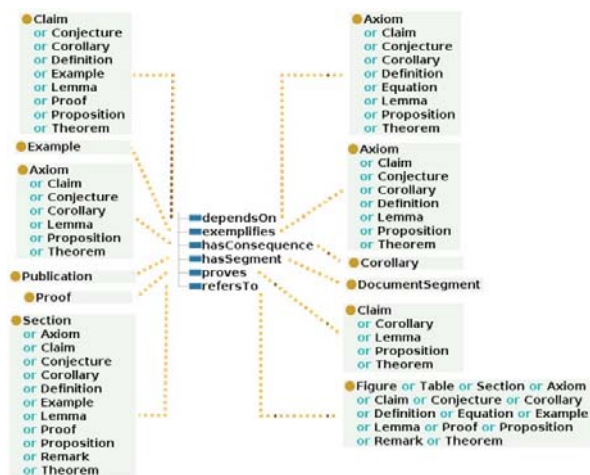 Claim
or Conjecture
or Corollary
or Definition
or Example
or Lemma
or Proof
or Proposition
or Theorem
Example
Axiom
or Claim
or Conjecture
or Corollary
or Lemma
or Proposition
or Theorem
Publication
Proof
Section
or Axiom
or Claim
or Conjecture
or Corollary
or Definition
or Example
or Lemma
or Proof
or Proposition
or Remark
or Theorem
dependsOn
exemplifies
hasConsequence
hasSegment
proves
refersTo
Axiom
or Claim
or Conjecture
or Corollary
or Definition
or Equation
or Lemma
or Proposition
or Theorem
Axiom
or Claim
or Conjecture
or Corollary
or Definition
or Lemma
or Proposition
or Theorem
Corollary
DocumentSegment
Claim
or Corollary
or Lemma
or Proposition
or Theorem
Figure or Table or Section or Axiom
or Claim or Conjecture or Corollary
or Definition or Equation or Example
or Lemma or Proof or Proposition
or Remark or Theorem